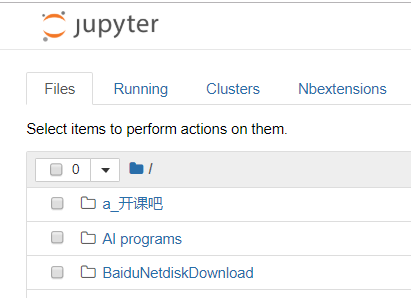 jupyter
Files Running Clusters Nbextensions
Select items to perform actions on them.
0 /
a_开课吧
AI programs
BaiduNetdiskDownload